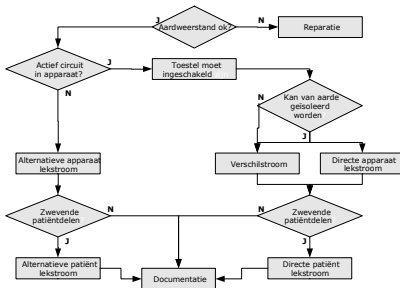 J
Aardweerstand ok?
N
Reparatie
Actief circuit
in apparaat?
J
Toestel moet
ingeschakeld
N
Kan van aarde
geïsoleerd
worden
N
J
Alternatieve apparaat
lekstroom
Verschilstroom
Directe apparaat
lekstroom
Zwevende
patiëntdelen
N
N
Zwevende
patiëntdelen
J
J
Alternatieve patiënt
lekstroom
Documentatie
Directe patiënt
lekstroom